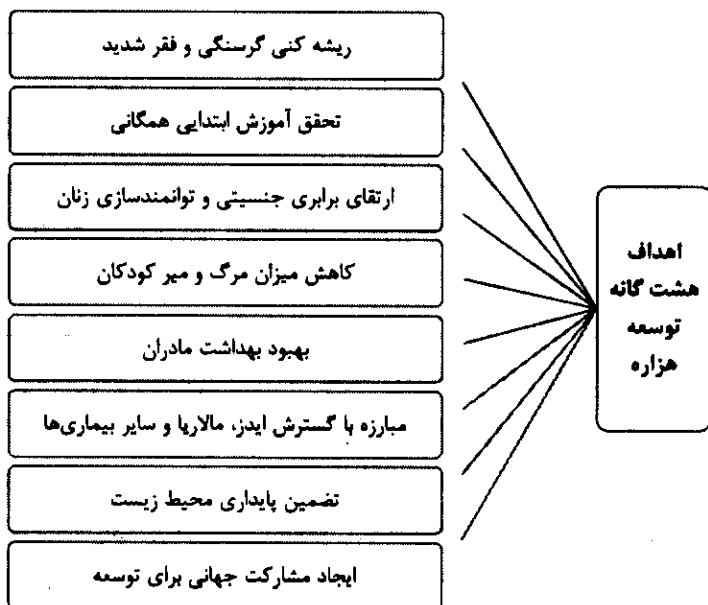 اهداف
هشت گانه
توسعه
هزاره
ریشه کنی گرسنگی و فقر شدید
تحقق آموزش ابتدایی همگانی
ارتقای برابری جنسیتی و توانمندسازی زنان
کاهش میزان مرگ و میر کودکان
بهبود بهداشت مادران
مبارزه با گسترش ایدز، مالاریا و سایر بیماری‌ها
تضمین پایداری محیط زیست
ایجاد مشارکت جهانی برای توسعه